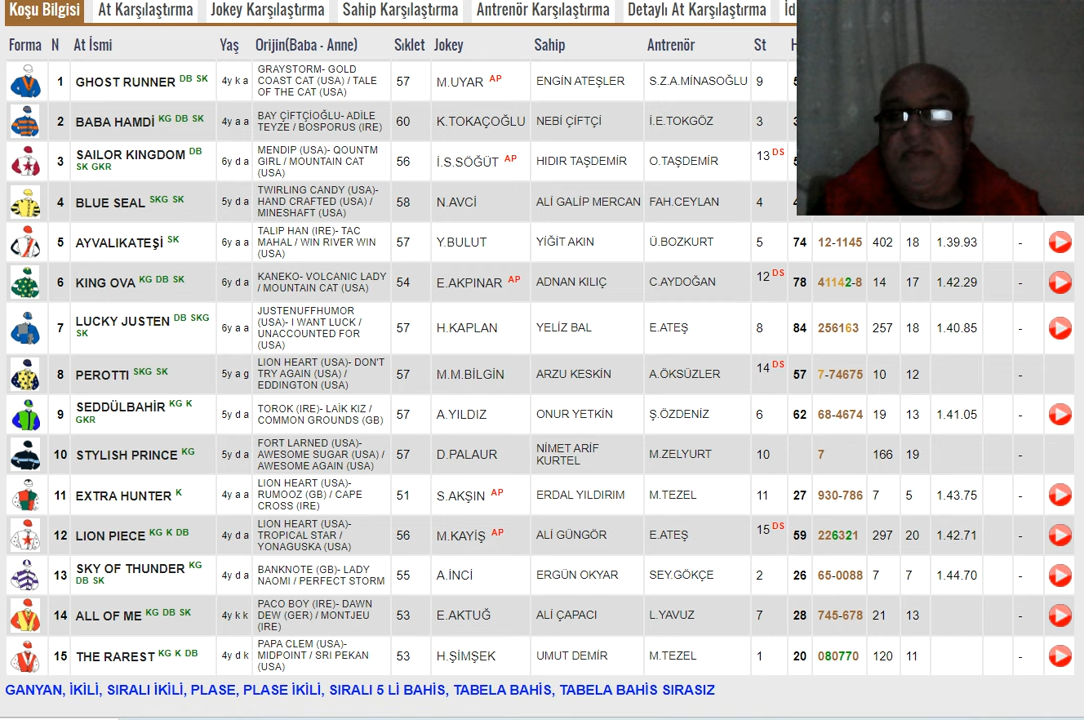 Koşu Bilgisi At Karşılaştırma Jokey Karşılaştırma Sahip Karşılaştırma Antrenör Karşılaştırma Detaylı At Karşılaştırma
Forma N At İsmi Yaş Orijin(Baba - Anne) Sıklet Jokey Sahip Antrenör St
1 GHOST RUNNER DB SK 4y k a GRAYSTORM- GOLD COAST CAT (USA) / TALE OF THE CAT (USA) 57 M.UYAR AP ENGİN ATEŞLER S.Z.A.MİNASOĞLU 9
2 BABA HAMDİ KG DB SK 4y a a BAY ÇİFTÇİOĞLU- ADİLE TEYZE / BOSPORUS (IRE) 60 K.TOKAÇOĞLU NEBİ ÇİFTÇİ İ.E.TOKGÖZ 3
3 SAILOR KINGDOM DB SK GKR 6y d a MENDIP (USA)- QOUNTM GIRL / MOUNTAIN CAT (USA) 56 İ.S.SÖĞÜT AP HIDIR TAŞDEMİR O.TAŞDEMİR 13 DS
4 BLUE SEAL SKG SK 5y d a TWIRLING CANDY (USA)- HAND CRAFTED (USA) / MINESHAFT (USA) 58 N.AVCİ ALİ GALİP MERCAN FAH.CEYLAN 4
5 AYVALIKATEŞİ SK 6y a a TALIP HAN (IRE)- TAC MAHAL / WIN RIVER WIN (USA) 57 Y.BULUT YİĞİT AKIN Ü.BOZKURT 5 74 12-1145 402 18 1.39.93 -
6 KING OVA KG DB SK 6y d a KANEKO- VOLCANIC LADY / MOUNTAIN CAT (USA) 54 E.AKPINAR AP ADNAN KILIÇ C.AYDOĞAN 12 DS 78 41142-8 14 17 1.42.29 -
7 LUCKY JUSTEN DB SKG SK 6y a a JUSTENUFFHUMOR (USA)- I WANT LUCK / UNACCOUNTED FOR (USA) 57 H.KAPLAN YELİZ BAL E.ATEŞ 8 84 256163 257 18 1.40.85 -
8 PEROTTI SKG SK 5y a g LION HEART (USA)- DON'T TRY AGAIN (USA) / EDDINGTON (USA) 57 M.M.BİLGİN ARZU KESKİN A.ÖKSÜZLER 14 DS 57 7-74675 10 12 -
9 SEDDÜLBAHİR KG K GKR 5y d a TOROK (IRE)- LAİK KIZ / COMMON GROUNDS (GB) 57 A.YILDIZ ONUR YETKİN Ş.ÖZDENİZ 6 62 68-4674 19 13 1.41.05 -
10 STYLISH PRINCE KG 5y d a FORT LARNED (USA)- AWESOME SUGAR (USA) / AWESOME AGAIN (USA) 57 D.PALAUR NİMET ARİF KURTEL M.ZELYURT 10 7 166 19 -
11 EXTRA HUNTER K 4y a a LION HEART (USA)- RUMOOZ (GB) / CAPE CROSS (IRE) 51 S.AKŞIN AP ERDAL YILDIRIM M.TEZEL 11 27 930-786 7 5 1.43.75 -
12 LION PIECE KG K DB 4y d a LION HEART (USA)- TROPICAL STAR / YONAGUSKA (USA) 56 M.KAYİŞ AP ALİ GÜNGÖR E.ATEŞ 15 DS 59 226321 297 20 1.42.71 -
13 SKY OF THUNDER KG DB SK 4y d a BANKNOTE (GB)- LADY NAOMI / PERFECT STORM 55 A.İNCİ ERGÜN OKYAR SEY.GÖKÇE 2 26 65-0088 7 7 1.44.70 -
14 ALL OF ME KG DB SK 4y k k PACO BOY (IRE)- DAWN DEW (GER) / MONTJEU (IRE) 53 E.AKTUĞ ALİ ÇAPACI L.YAVUZ 7 28 745-678 21 13 -
15 THE RAREST KG K DB 4y d k PAPA CLEM (USA)- MIDPOINT / SRI PEKAN (USA) 53 H.ŞİMŞEK UMUT DEMİR M.TEZEL 1 20 080770 120 11 -
GANYAN, İKİLİ, SIRALI İKİLİ, PLASE, PLASE İKİLİ, SIRALI 5 Lİ BAHİS, TABELA BAHİS, TABELA BAHİS SIRASIZ